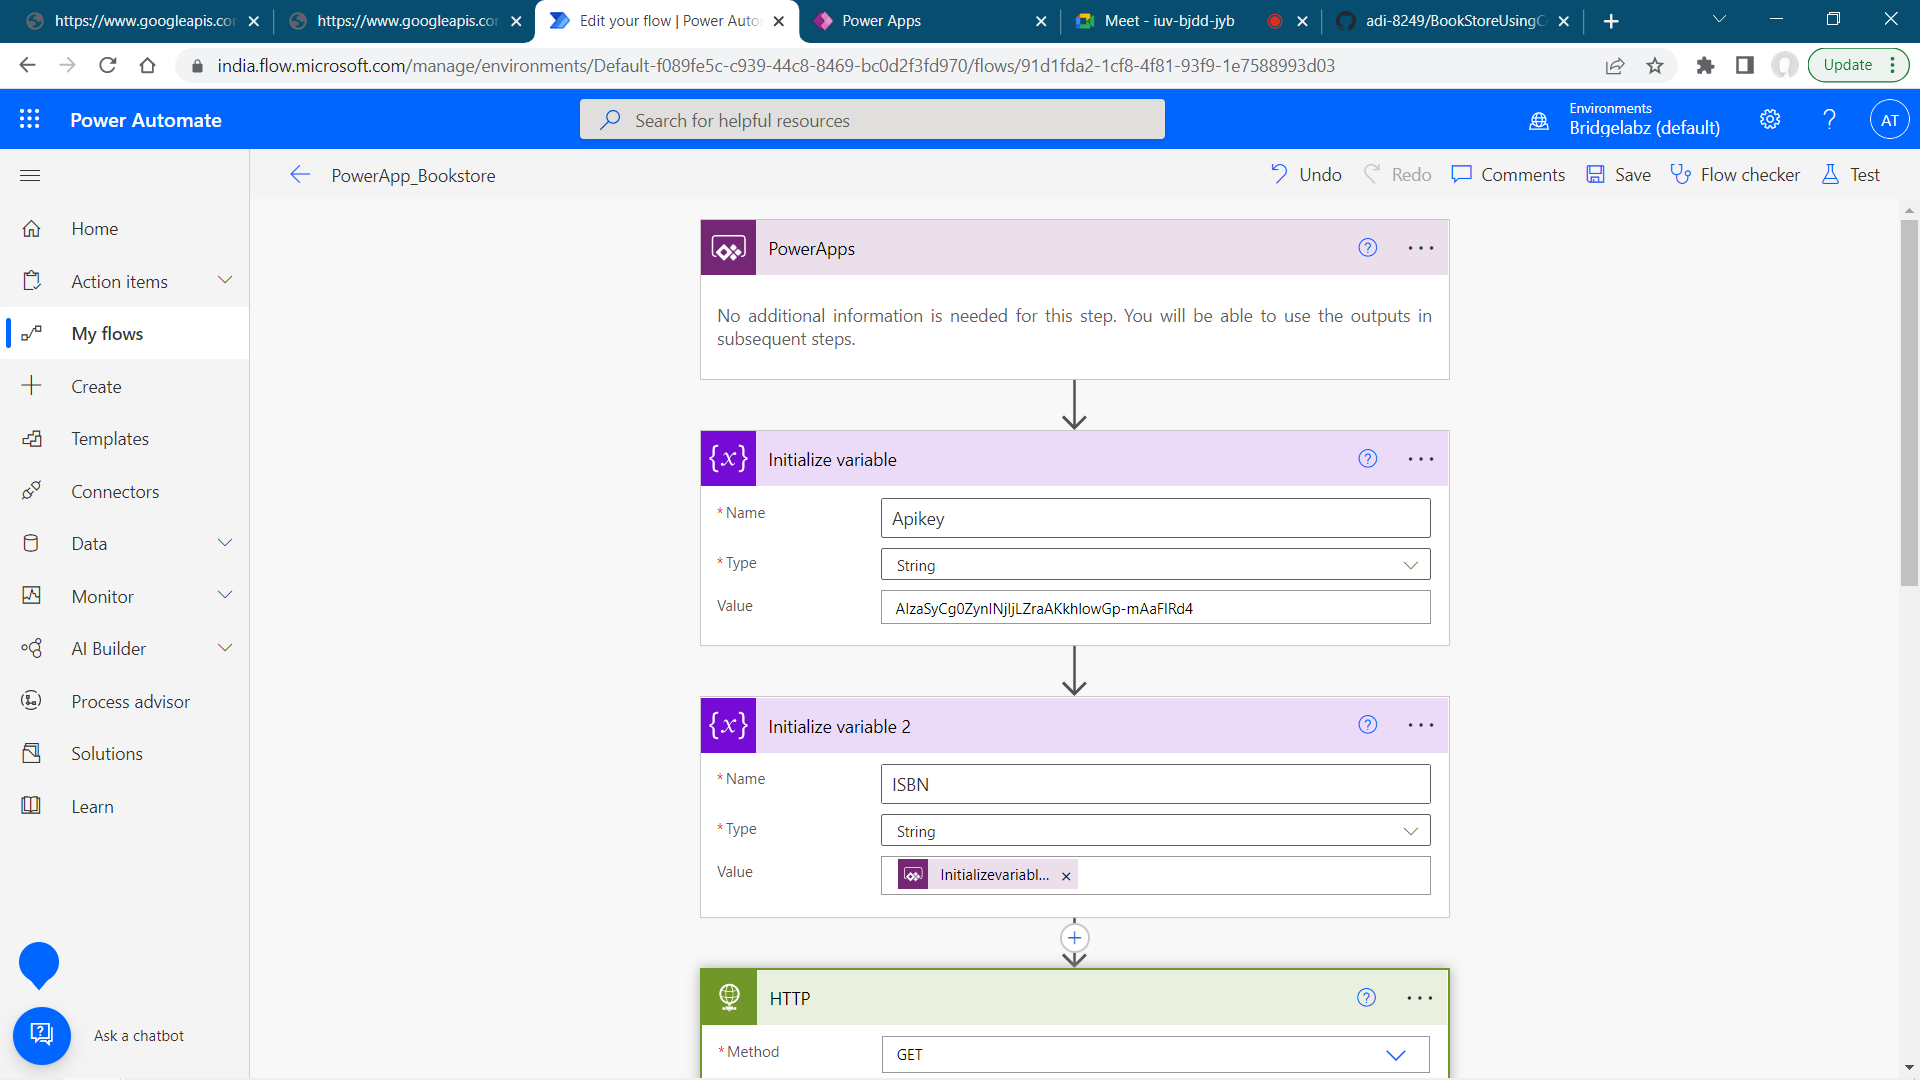 https://www.googleapis.cor
https://www.googleapis.cor
Edit your flow | Power Auto
Power Apps
Meet - iuv-bjdd-jyb
adi-8249/BookStoreUsingC
india.flow.microsoft.com/manage/environments/Default-f089fe5c-c939-44c8-8469-bc0d2f3fd970/flows/91d1fda2-1cf8-4f81-93f9-1e7588993d03
Update
Power Automate
Search for helpful resources
Environments
Bridgelabz (default)
AT
PowerApp_Bookstore
Undo
Redo
Comments
Save
Flow checker
Test
Home
Action items
My flows
Create
Templates
Connectors
Data
Monitor
AI Builder
Process advisor
Solutions
Learn
Ask a chatbot
PowerApps
No additional information is needed for this step. You will be able to use the outputs in
subsequent steps.
Initialize variable
* Name
Apikey
* Type
String
Value
Initialize variable 2
* Name
ISBN
* Type
String
Value
Initializevariabl...
HTTP
* Method
GET